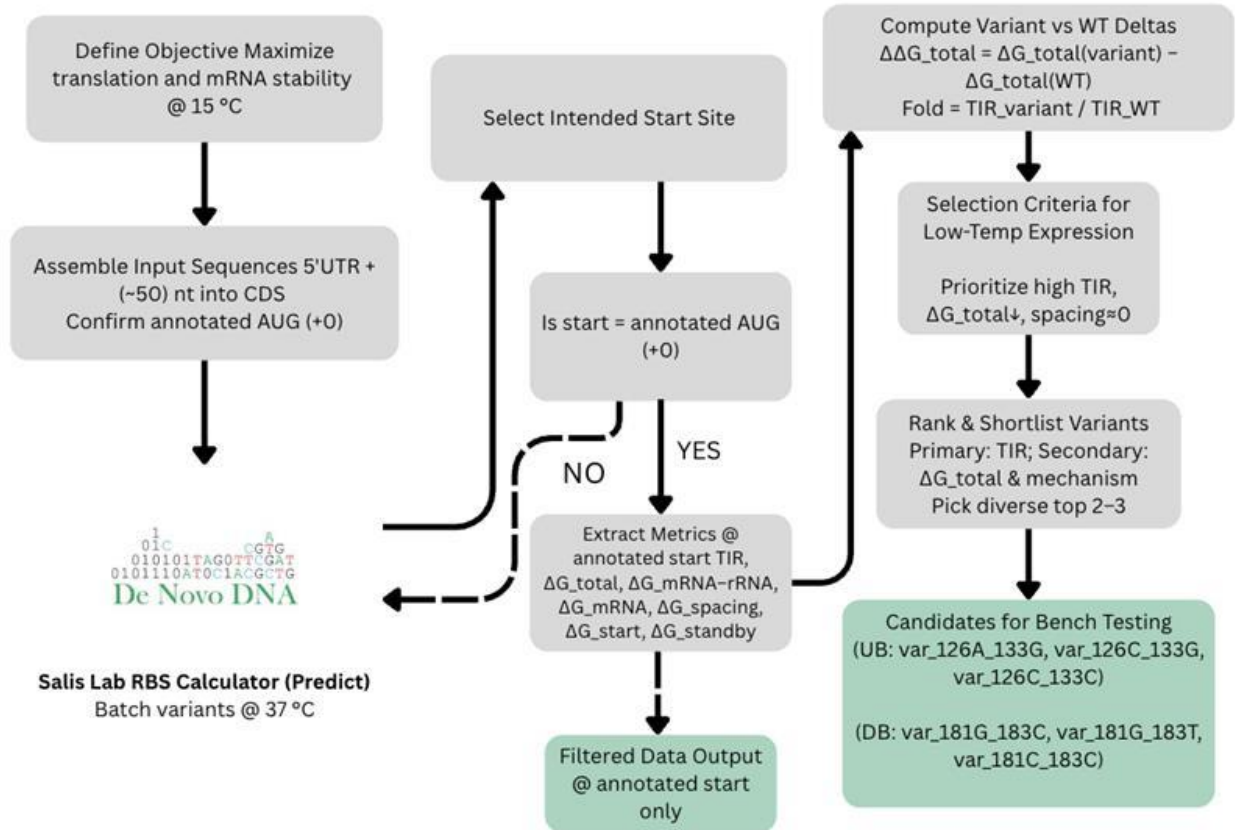 Define Objective Maximize
translation and mRNA stability
@ 15 °C
Assemble Input Sequences 5'UTR +
(~50) nt into CDS
Confirm annotated AUG (+0)
1 A
01C CGTG
010101TAG0TTCGAT
0101110AT0C1ACGCTG
De Novo DNA
Salis Lab RBS Calculator (Predict)
Batch variants @ 37 °C
Select Intended Start Site
Is start = annotated AUG
(+0)
NO
YES
Extract Metrics @
annotated start TIR,
ΔG_total, ΔG_mRNA–rRNA,
ΔG_mRNA, ΔG_spacing,
ΔG_start, ΔG_standby
Filtered Data Output
@ annotated start
only
Compute Variant vs WT Deltas
ΔΔG_total = ΔG_total(variant) –
ΔG_total(WT)
Fold = TIR_variant / TIR_WT
Selection Criteria for
Low-Temp Expression
Prioritize high TIR,
ΔG_total↓, spacing≈0
Rank & Shortlist Variants
Primary: TIR; Secondary:
ΔG_total & mechanism
Pick diverse top 2–3
Candidates for Bench Testing
(UB: var_126A_133G, var_126C_133G,
var_126C_133C)
(DB: var_181G_183C, var_181G_183T,
var_181C_183C)